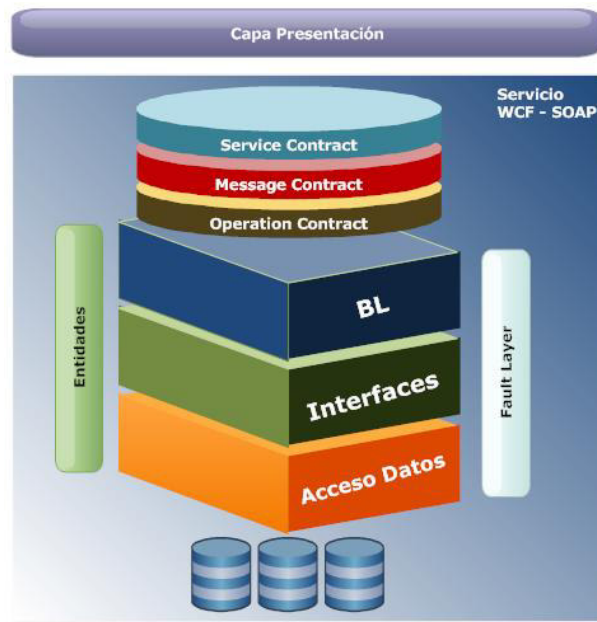 Capa Presentación
Servicio
WCF - SOAP
Service Contract
Message Contract
Operation Contract
BL
Interfaces
Acceso Datos
Entidades
Fault Layer